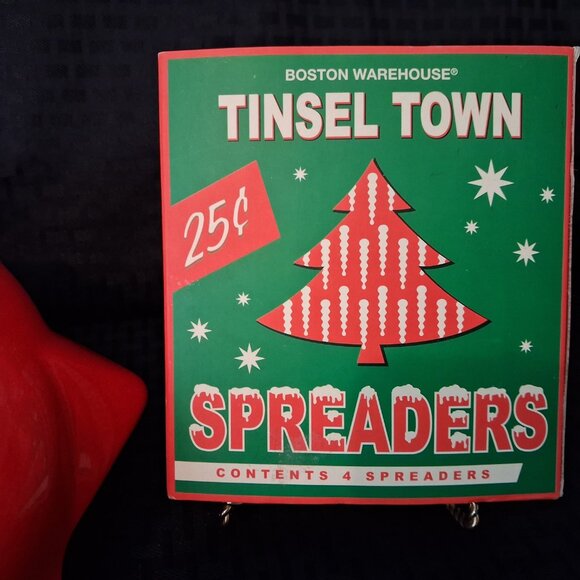 BOSTON WAREHOUSE®
TINSEL TOWN
25¢
SPREADERS
CONTENTS 4 SPREADERS